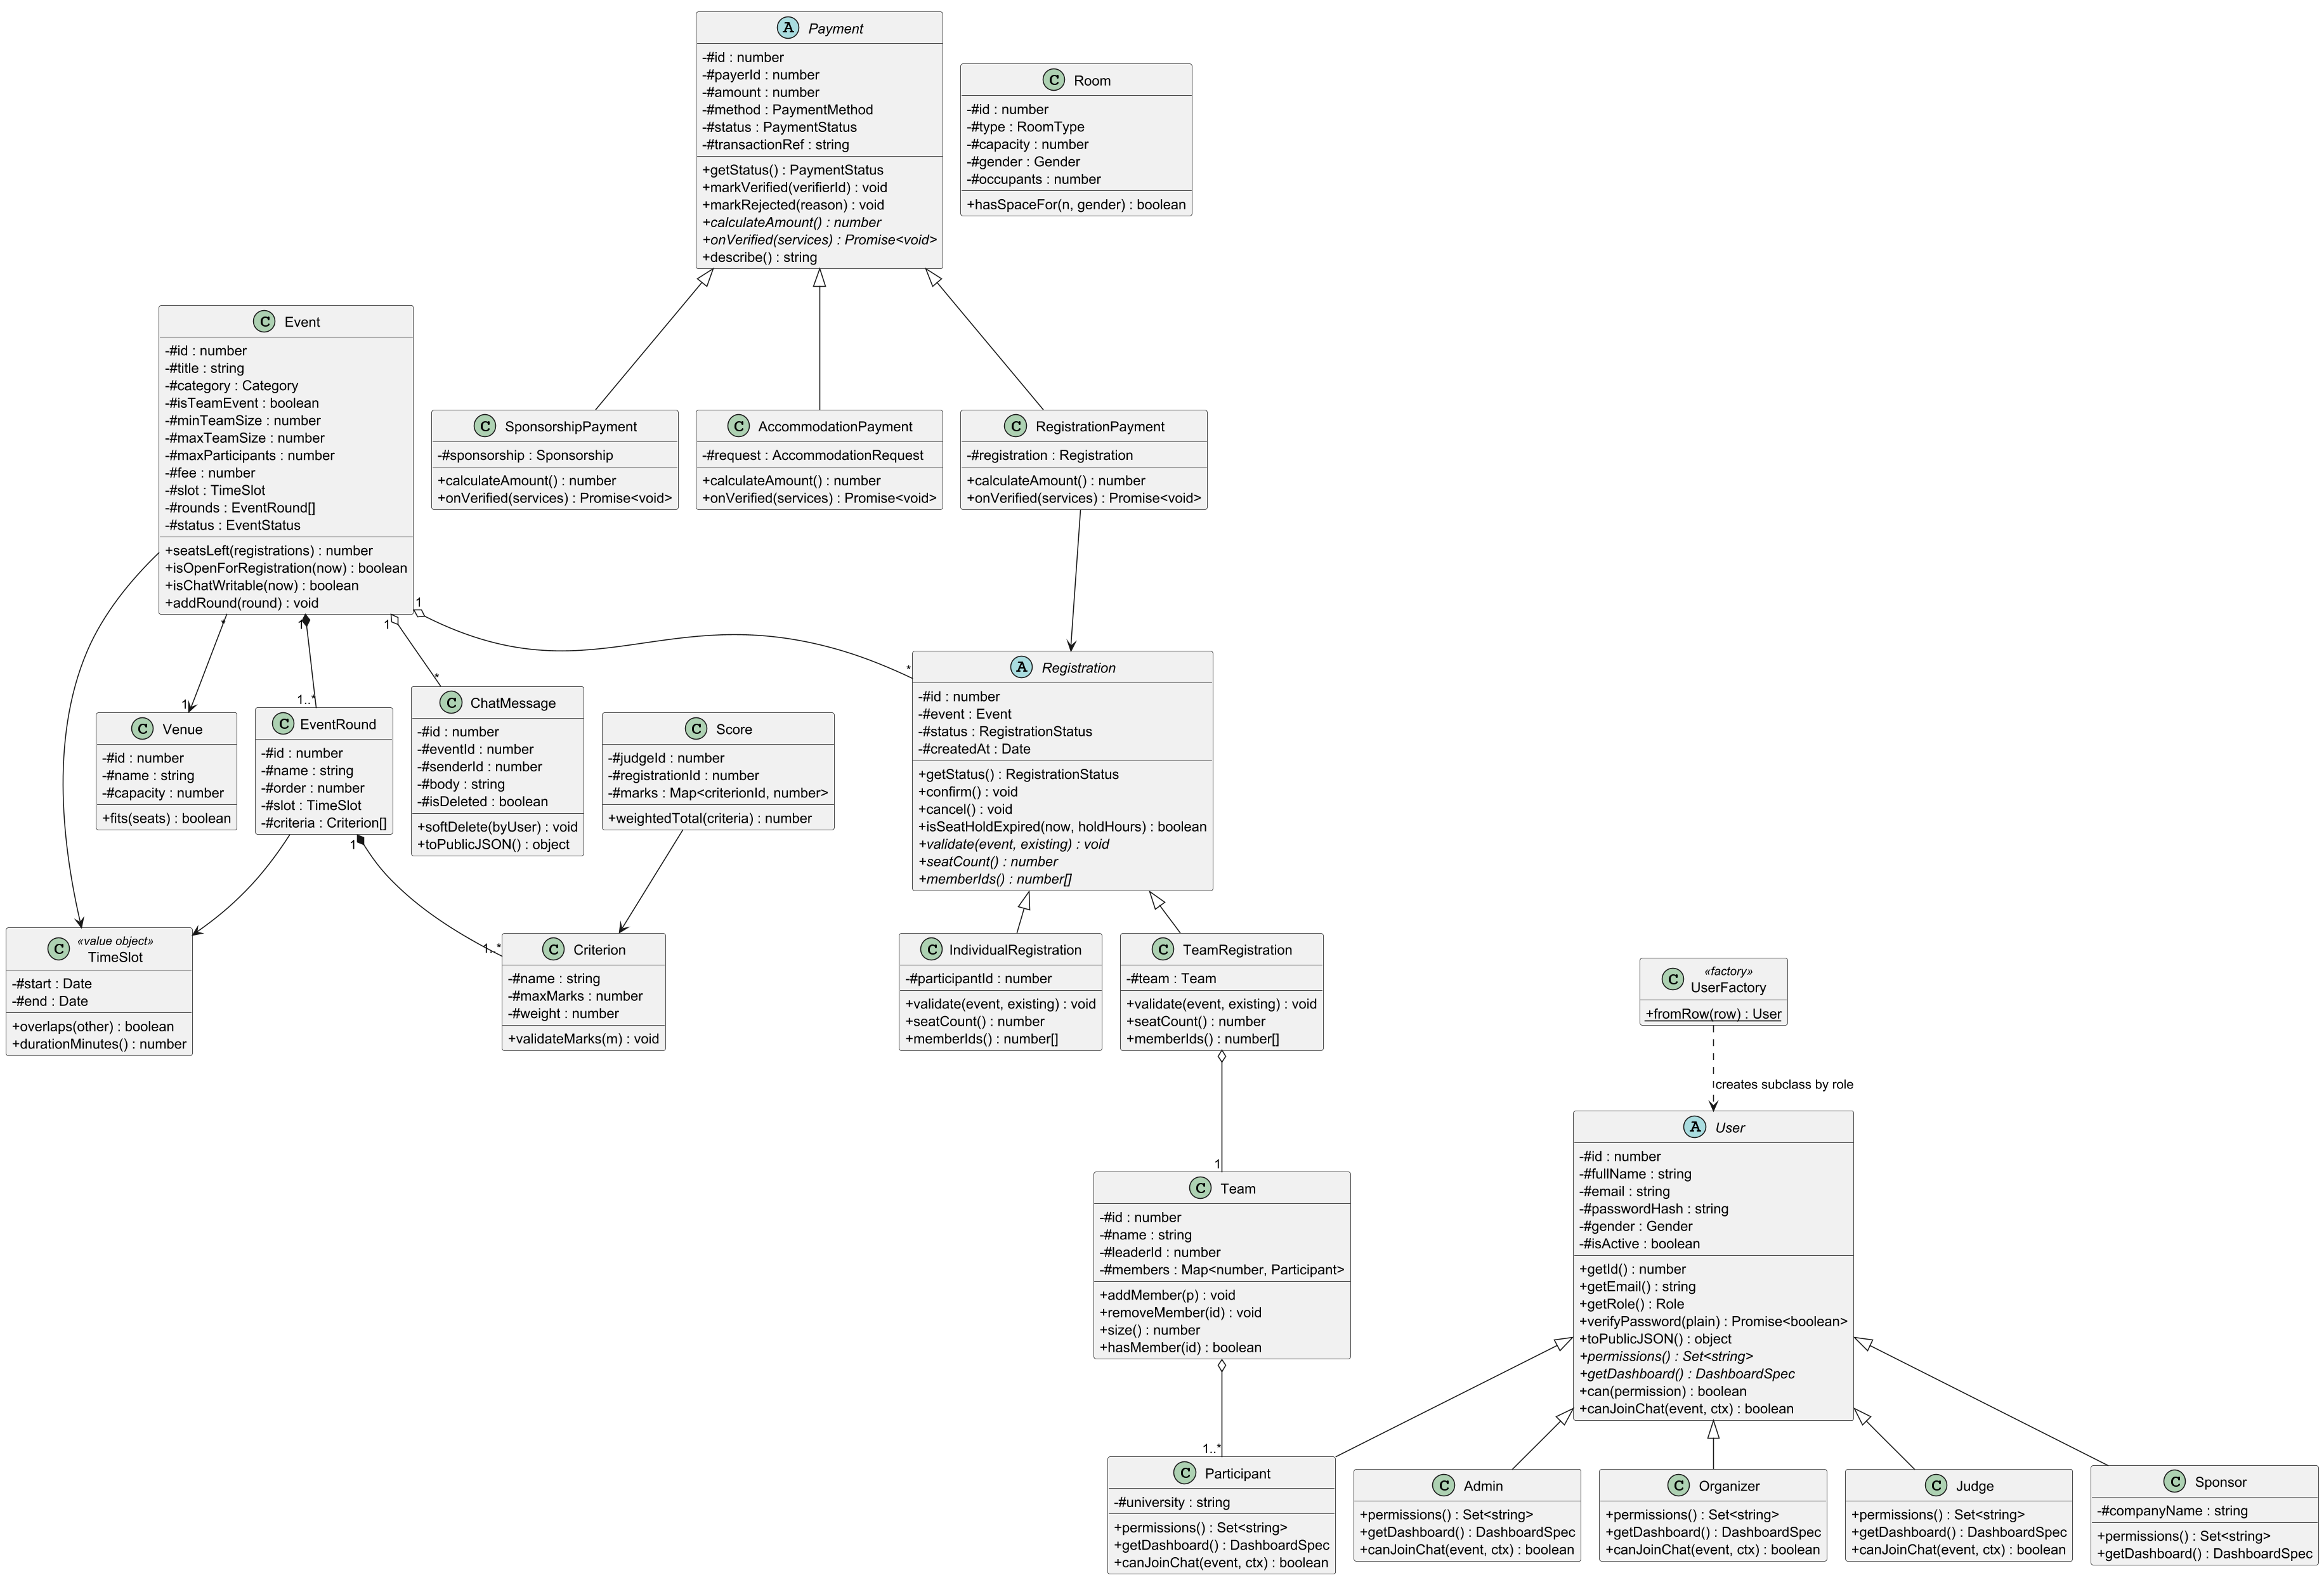 A Payment
-#id : number
-#payerId : number
-#amount : number
-#method : PaymentMethod
-#status : PaymentStatus
-#transactionRef : string
+getStatus() : PaymentStatus
+markVerified(verifierId) : void
+markRejected(reason) : void
+calculateAmount() : number
+onVerified(services) : Promise<void>
+describe() : string
C Room
-#id : number
-#type : RoomType
-#capacity : number
-#gender : Gender
-#occupants : number
+hasSpaceFor(n, gender) : boolean
C Event
-#id : number
-#title : string
-#category : Category
-#isTeamEvent : boolean
-#minTeamSize : number
-#maxTeamSize : number
-#maxParticipants : number
-#fee : number
-#slot : TimeSlot
-#rounds : EventRound[]
-#status : EventStatus
+seatsLeft(registrations) : number
+isOpenForRegistration(now) : boolean
+isChatWritable(now) : boolean
+addRound(round) : void
C SponsorshipPayment
-#sponsorship : Sponsorship
+calculateAmount() : number
+onVerified(services) : Promise<void>
C AccommodationPayment
-#request : AccommodationRequest
+calculateAmount() : number
+onVerified(services) : Promise<void>
C RegistrationPayment
-#registration : Registration
+calculateAmount() : number
+onVerified(services) : Promise<void>
*
1
1
1
1
1..*
*
*
C Venue
-#id : number
-#name : string
-#capacity : number
+fits(seats) : boolean
C EventRound
-#id : number
-#name : string
-#order : number
-#slot : TimeSlot
-#criteria : Criterion[]
1
C ChatMessage
-#id : number
-#eventId : number
-#senderId : number
-#body : string
-#isDeleted : boolean
+softDelete(byUser) : void
+toPublicJSON() : object
C Score
-#judgeId : number
-#registrationId : number
-#marks : Map<criterionId, number>
+weightedTotal(criteria) : number
A Registration
-#id : number
-#event : Event
-#status : RegistrationStatus
-#createdAt : Date
+getStatus() : RegistrationStatus
+confirm() : void
+cancel() : void
+isSeatHoldExpired(now, holdHours) : boolean
+validate(event, existing) : void
+seatCount() : number
+memberIds() : number[]
C «value object»
TimeSlot
-#start : Date
-#end : Date
+overlaps(other) : boolean
+durationMinutes() : number
1..*
C Criterion
-#name : string
-#maxMarks : number
-#weight : number
+validateMarks(m) : void
C IndividualRegistration
-#participantId : number
+validate(event, existing) : void
+seatCount() : number
+memberIds() : number[]
C TeamRegistration
-#team : Team
+validate(event, existing) : void
+seatCount() : number
+memberIds() : number[]
C «factory»
UserFactory
+fromRow(row) : User
creates subclass by role
1
C Team
-#id : number
-#name : string
-#leaderId : number
-#members : Map<number, Participant>
+addMember(p) : void
+removeMember(id) : void
+size() : number
+hasMember(id) : boolean
1..*
A User
-#id : number
-#fullName : string
-#email : string
-#passwordHash : string
-#gender : Gender
-#isActive : boolean
+getId() : number
+getEmail() : string
+getRole() : Role
+verifyPassword(plain) : Promise<boolean>
+toPublicJSON() : object
+permissions() : Set<string>
+getDashboard() : DashboardSpec
+can(permission) : boolean
+canJoinChat(event, ctx) : boolean
C Participant
-#university : string
+permissions() : Set<string>
+getDashboard() : DashboardSpec
+canJoinChat(event, ctx) : boolean
C Admin
+permissions() : Set<string>
+getDashboard() : DashboardSpec
+canJoinChat(event, ctx) : boolean
C Organizer
+permissions() : Set<string>
+getDashboard() : DashboardSpec
+canJoinChat(event, ctx) : boolean
C Judge
+permissions() : Set<string>
+getDashboard() : DashboardSpec
+canJoinChat(event, ctx) : boolean
C Sponsor
-#companyName : string
+permissions() : Set<string>
+getDashboard() : DashboardSpec